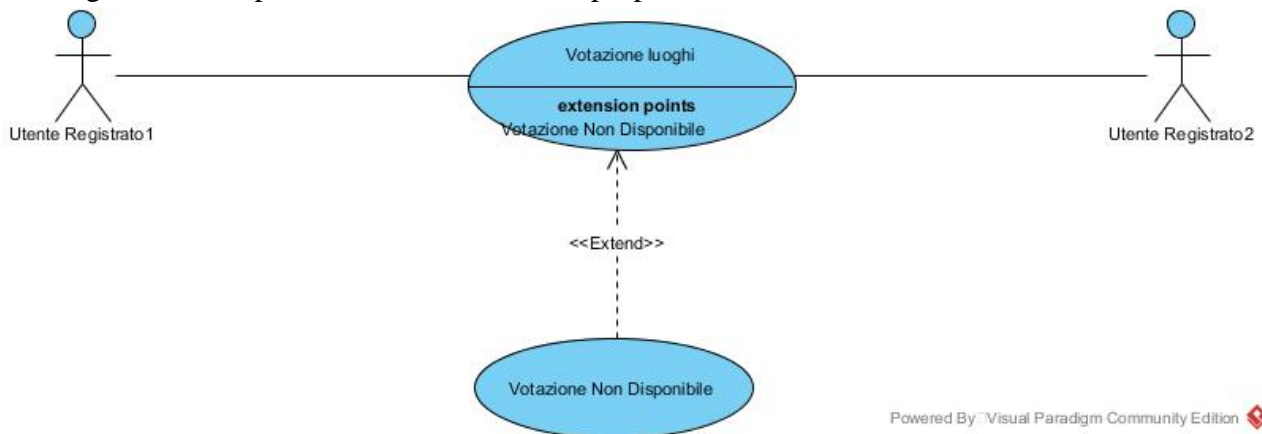 Votazione luoghi
extension points
Votazione Non Disponibile
Utente Registrato1
Utente Registrato2
<<Extend>>
Votazione Non Disponibile
Powered By Visual Paradigm Community Edition